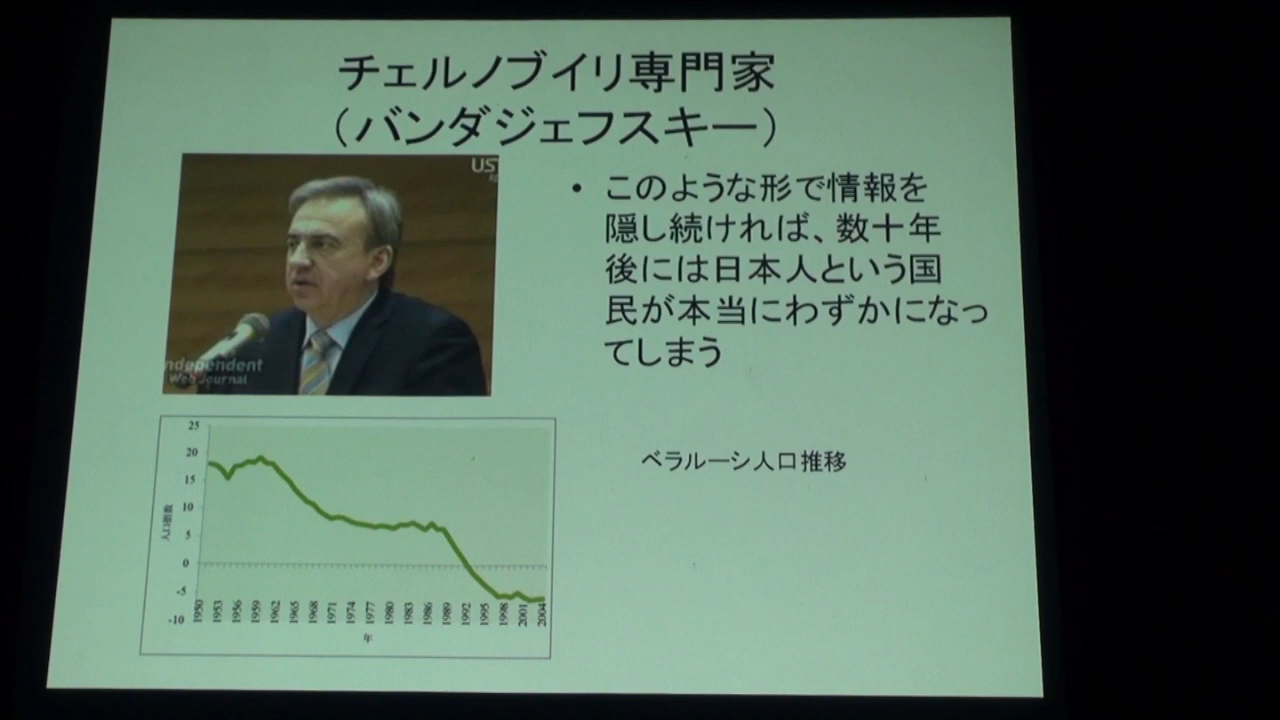 チェルノブイリ専門家
(バンダジェフスキー)
UST
ndependent
Web Journal
• このような形で情報を
隠し続ければ、数十年
後には日本人という国
民が本当にわずかになっ
てしまう
ベラルーシ人口推移
25
20
15
10
5
0
-5
-10
1950 1953 1956 1959 1962 1965 1968 1971 1974 1977 1980 1983 1986 1989 1992 1995 1998 2001 2004
年